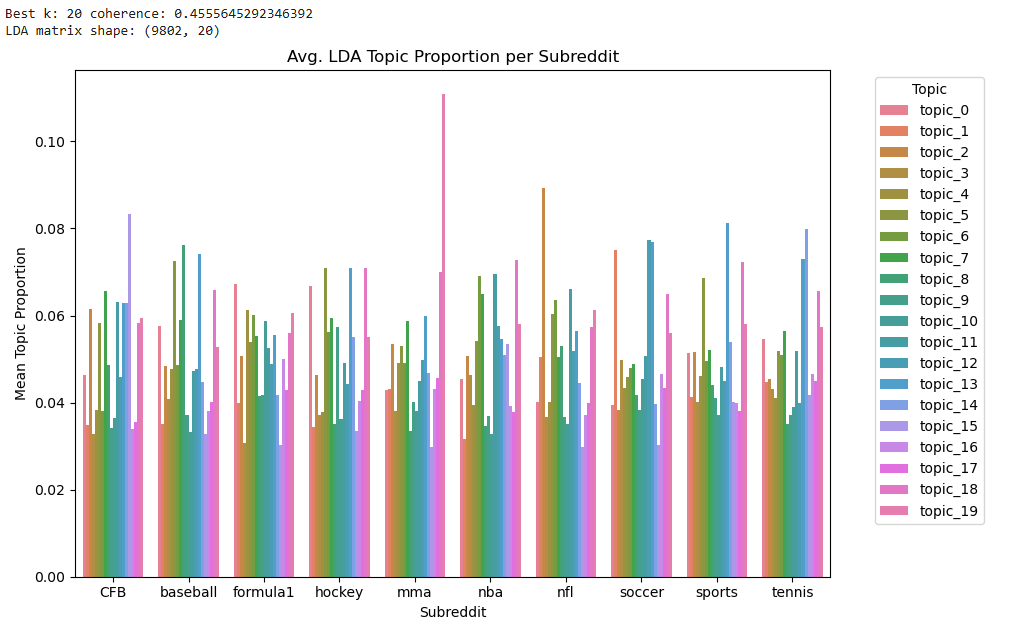 Best k: 20 coherence: 0.4555645292346392
LDA matrix shape: (9802, 20)
Avg. LDA Topic Proportion per Subreddit
Mean Topic Proportion
0.10
0.08
0.06
0.04
0.02
0.00
CFB baseball formula1 hockey mma nba nfl soccer sports tennis
Subreddit
Topic
topic_0
topic_1
topic_2
topic_3
topic_4
topic_5
topic_6
topic_7
topic_8
topic_9
topic_10
topic_11
topic_12
topic_13
topic_14
topic_15
topic_16
topic_17
topic_18
topic_19